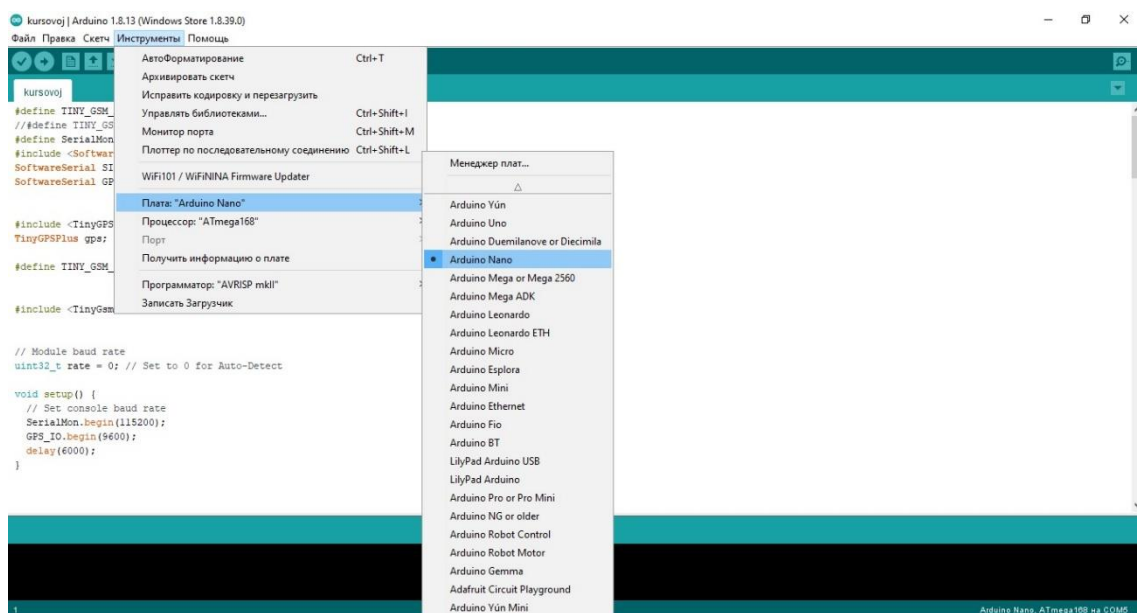 kursovoj | Arduino 1.8.13 (Windows Store 1.8.39.0)
Файл Правка Скетч Инструменты Помощь
kursovoj
#define TINY_GSM_
//#define TINY_GS
#define SerialMon
#include <Softwar
SoftwareSerial SI
SoftwareSerial GP
#include <TinyGPS
TinyGPSPlus gps;
#define TINY_GSM_
#include <TinyGsm
// Module baud rate
uint32_t rate = 0; // Set to 0 for Auto-Detect
void setup() {
// Set console baud rate
SerialMon.begin(115200);
GPS_IO.begin(9600);
delay(6000);
}
АвтоФорматирование Ctrl+T
Архивировать скетч
Исправить кодировку и перезагрузить
Управлять библиотеками... Ctrl+Shift+I
Монитор порта Ctrl+Shift+M
Плоттер по последовательному соединению Ctrl+Shift+L
WiFi101 / WiFiNINA Firmware Updater
Плата: "Arduino Nano"
Процессор: "ATmega168"
Порт
Получить информацию о плате
Программатор: "AVRISP mkII"
Записать Загрузчик
Менеджер плат...
Arduino Yún
Arduino Uno
Arduino Duemilanove or Diecimila
Arduino Nano
Arduino Mega or Mega 2560
Arduino Mega ADK
Arduino Leonardo
Arduino Leonardo ETH
Arduino Micro
Arduino Esplora
Arduino Mini
Arduino Ethernet
Arduino Fio
Arduino BT
LilyPad Arduino USB
LilyPad Arduino
Arduino Pro or Pro Mini
Arduino NG or older
Arduino Robot Control
Arduino Robot Motor
Arduino Gemma
Adafruit Circuit Playground
Arduino Yún Mini
1
Arduino Nano, ATmega168 на COM5